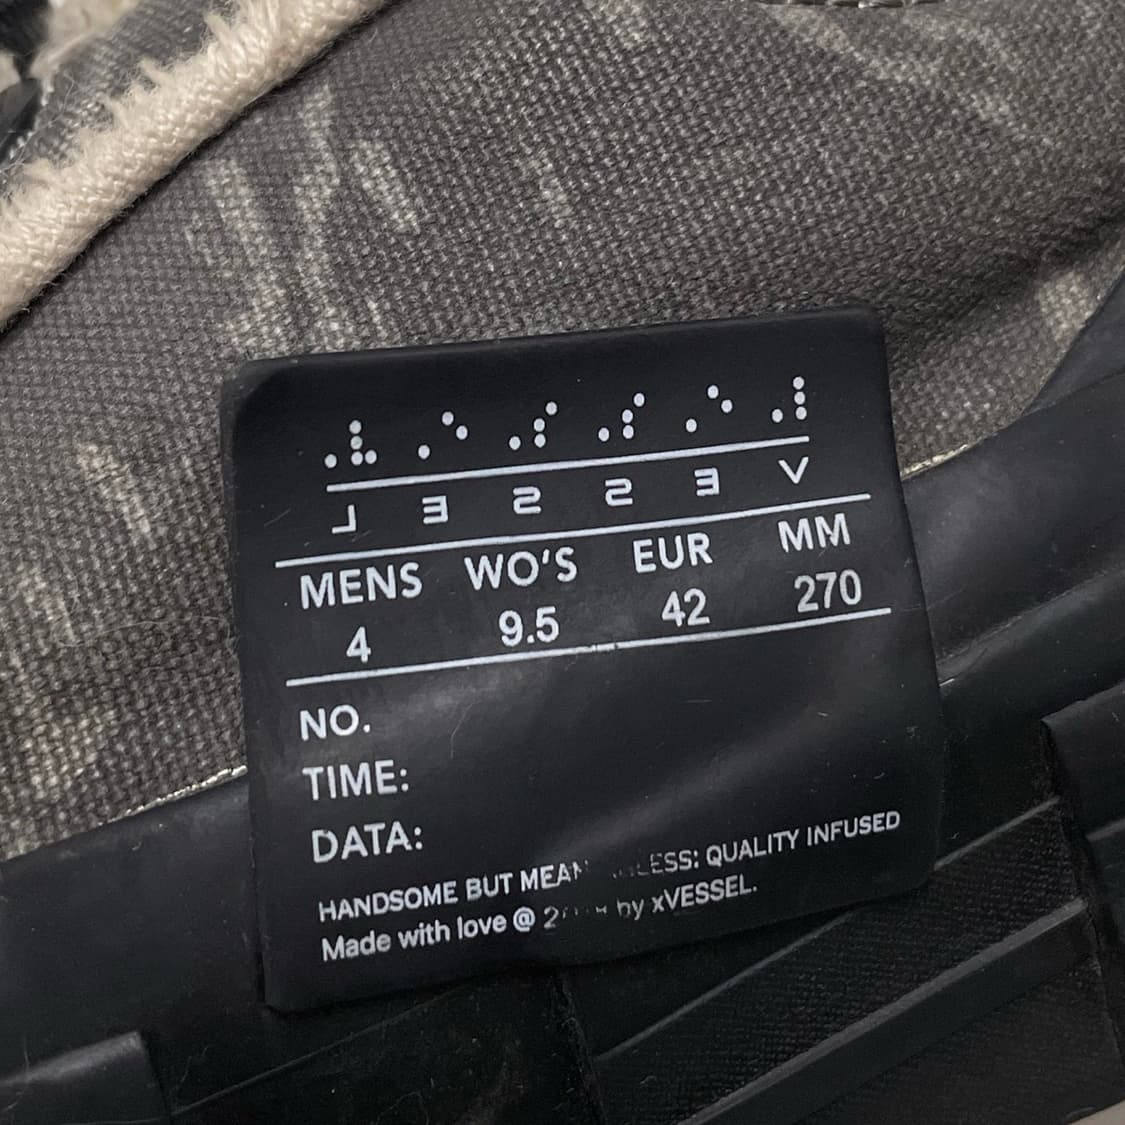 ⅃ Ǝ Ƨ Ƨ Ǝ V
MENS WO'S EUR MM
4 9.5 42 270
NO.
TIME:
DATA:
HANDSOME BUT QUALITY INFUSED
Made with love @ by xVESSEL.